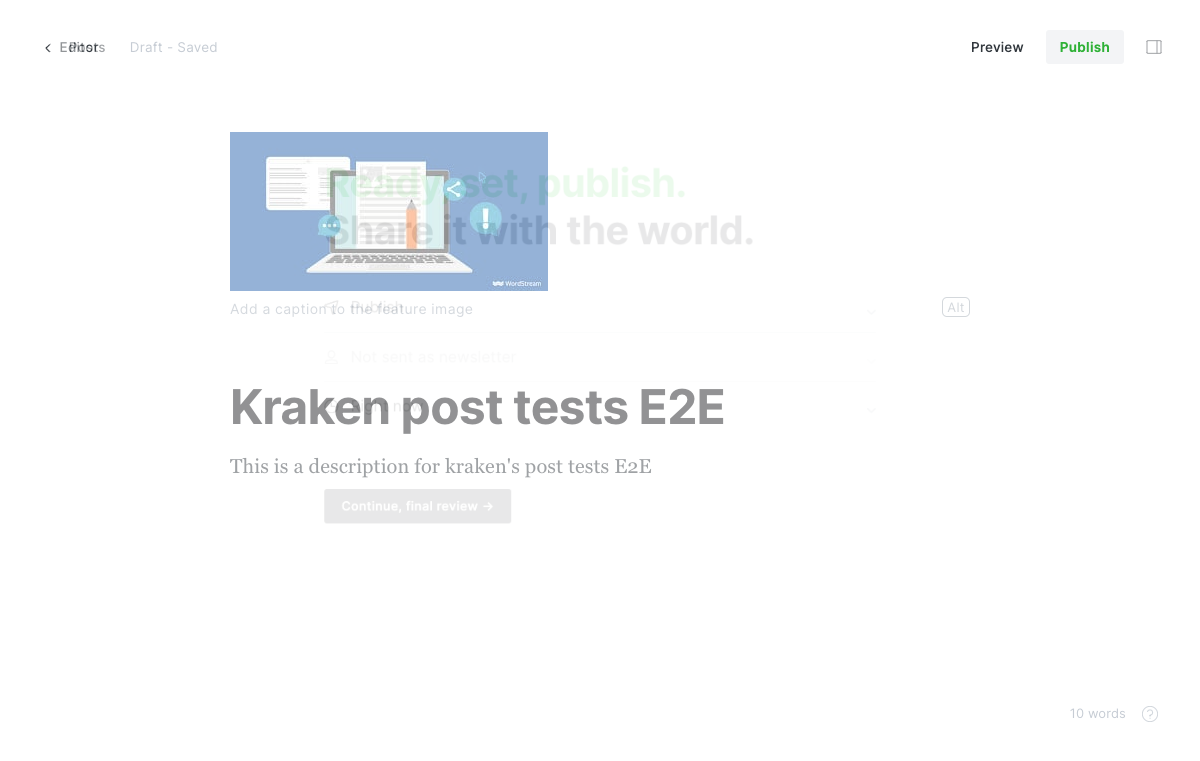 Editor
Posts
Draft - Saved
Preview
Publish
Ready, set, publish.
Share it with the world.
WordStream
Publish
Add a caption to the feature image
Alt
Not sent as newsletter
Kraken post tests E2E
Right now
This is a description for kraken's post tests E2E
Continue, final review →
10 words
?